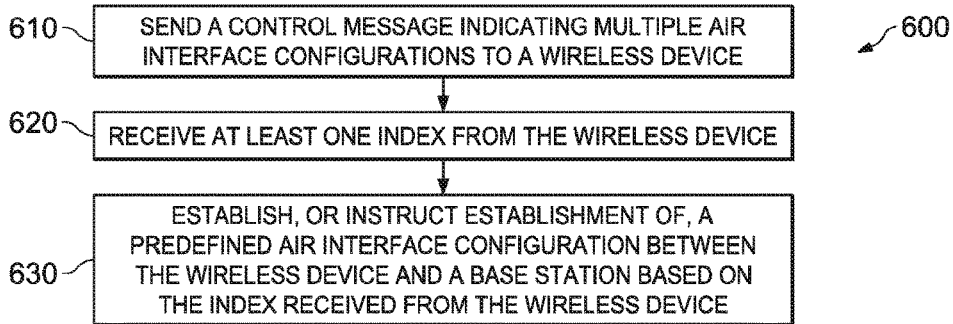 610
SEND A CONTROL MESSAGE INDICATING MULTIPLE AIR
INTERFACE CONFIGURATIONS TO A WIRELESS DEVICE
600
620
RECEIVE AT LEAST ONE INDEX FROM THE WIRELESS DEVICE
630
ESTABLISH, OR INSTRUCT ESTABLISHMENT OF, A
PREDEFINED AIR INTERFACE CONFIGURATION BETWEEN
THE WIRELESS DEVICE AND A BASE STATION BASED ON
THE INDEX RECEIVED FROM THE WIRELESS DEVICE